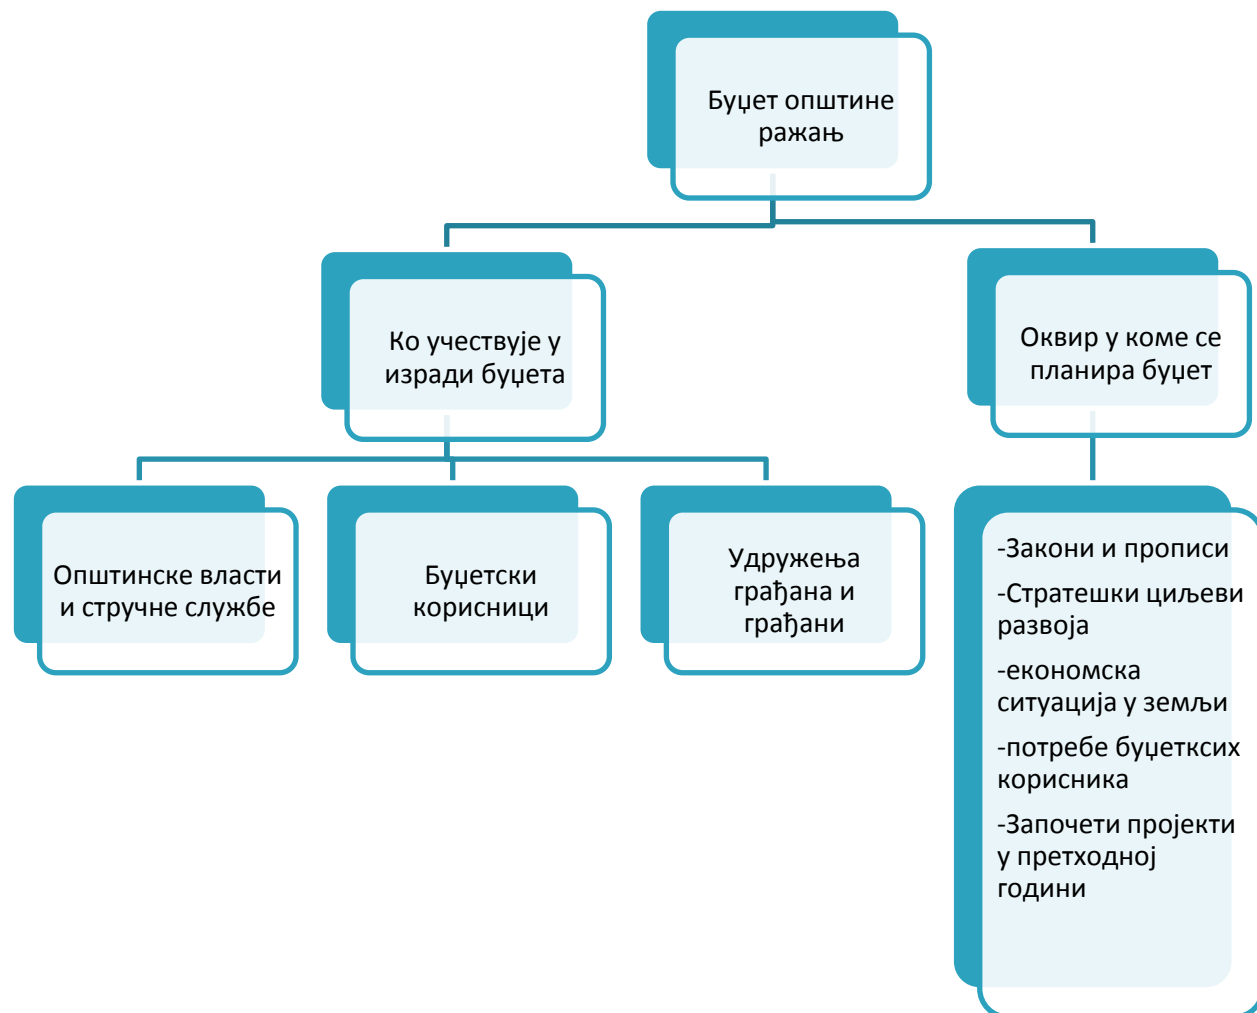 Буџет општине
ражањ
Ко учествује у
изради буџета
Оквир у коме се
планира буџет
Општинске власти
и стручне службе
Буџетски
корисници
Удружења
грађана и
грађани
-Закони и прописи
-Стратешки циљеви
развоја
-економска
ситуација у земљи
-потребе буџетксих
корисника
-Започети пројекти
у претходној
години